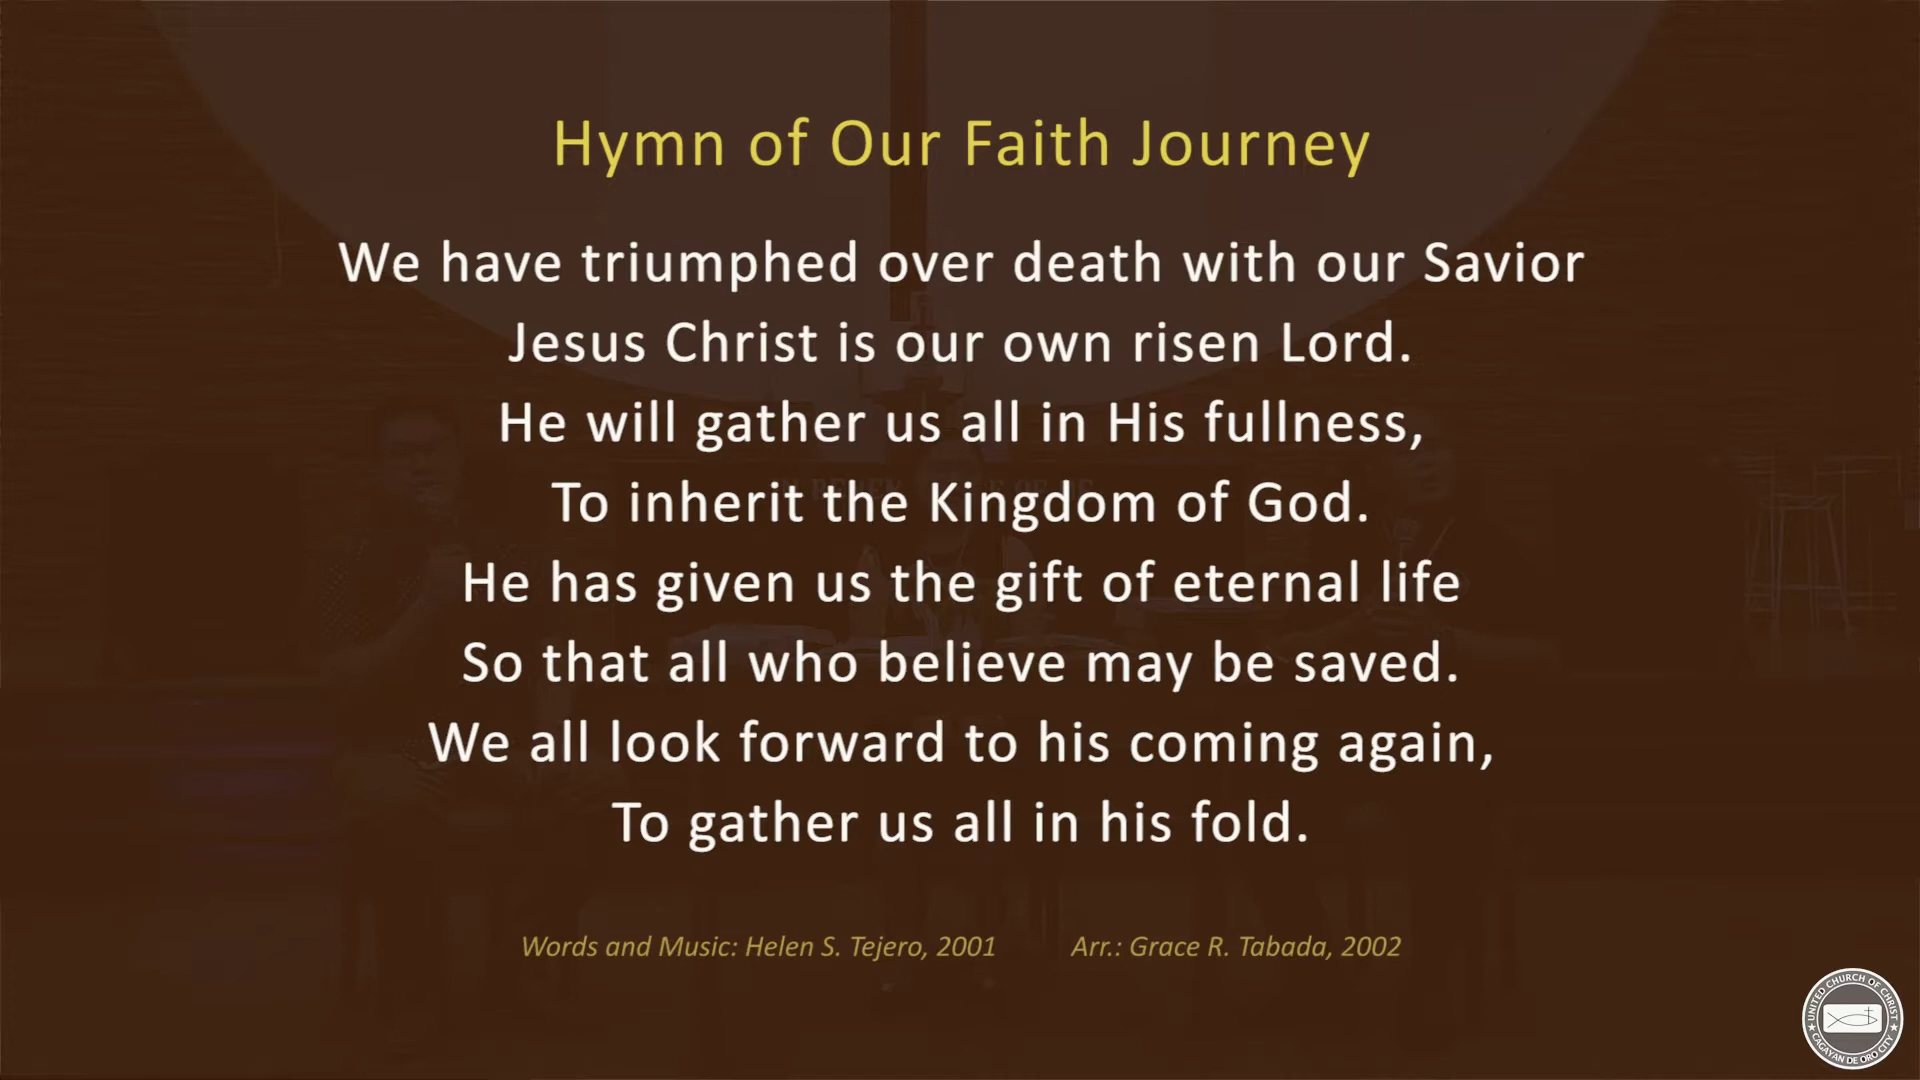 Hymn of Our Faith Journey
We have triumphed over death with our Savior
Jesus Christ is our own risen Lord.
He will gather us all in His fullness,
To inherit the Kingdom of God.
He has given us the gift of eternal life
So that all who believe may be saved.
We all look forward to his coming again,
To gather us all in his fold.
Words and Music: Helen S. Tejero, 2001 Arr.: Grace R. Tabada, 2002
UNITED CHURCH OF CHRIST
CAGAYAN DE ORO CITY